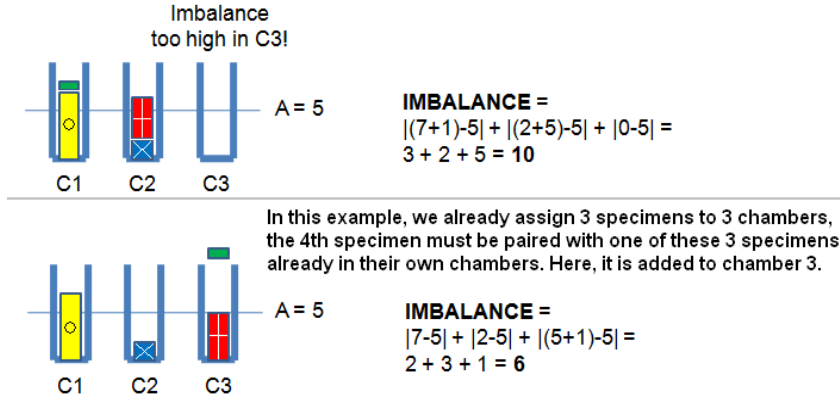 Imbalance
too high in C3!
A = 5
C1 C2 C3
IMBALANCE =
|(7+1)-5| + |(2+5)-5| + |0-5| =
3 + 2 + 5 = 10
In this example, we already assign 3 specimens to 3 chambers,
the 4th specimen must be paired with one of these 3 specimens
already in their own chambers. Here, it is added to chamber 3.
A = 5
C1 C2 C3
IMBALANCE =
|7-5| + |2-5| + |(5+1)-5| =
2 + 3 + 1 = 6